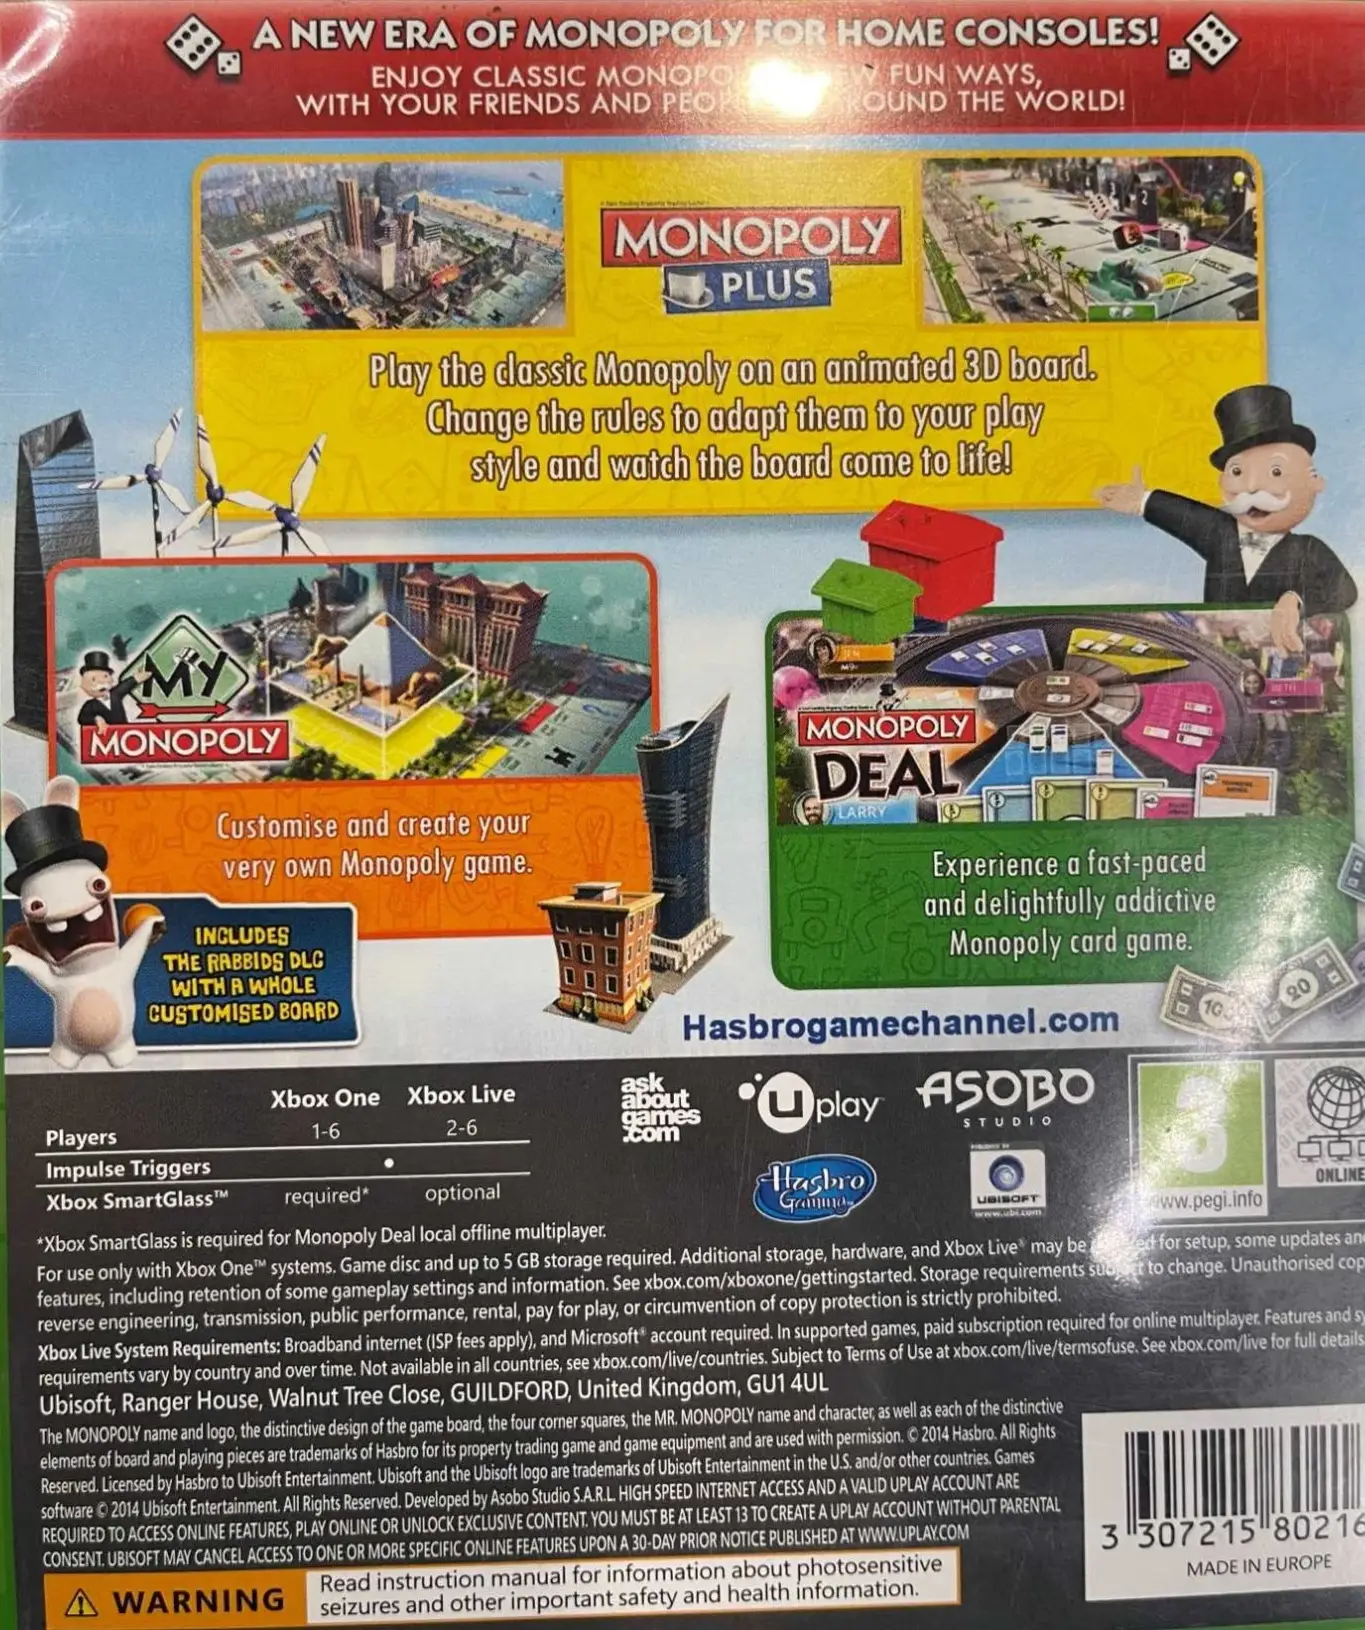 A NEW ERA OF MONOPOLY FOR HOME CONSOLES!
ENJOY CLASSIC FUN WAYS,
WITH YOUR FRIENDS AND THE WORLD!
MONOPOLY
PLUS
Play the classic Monopoly on an animated 3D board.
Change the rules to adapt them to your play
style and watch the board come to life!
MY
MONOPOLY
Customise and create your
very own Monopoly game.
INCLUDES
THE RABBIDS DLC
WITH A WHOLE
CUSTOMISED BOARD
MONOPOLY
DEAL
LARRY
Experience a fast-paced
and delightfully addictive
Monopoly card game.
10
20
Hasbrogamechannel.com
Xbox One Xbox Live
Players 1-6 2-6
Impulse Triggers •
Xbox SmartGlass™ required* optional
ask
about
games
.com
Uplay
ASOBO
STUDIO
Hasbro
Gaming
UBISOFT
www.ubi.com
3
www.pegi.info
ONLINE
*Xbox SmartGlass is required for Monopoly Deal local offline multiplayer.
For use only with Xbox One™ systems. Game disc and up to 5 GB storage required. Additional storage, hardware, and Xbox Live® may be for setup, some updates
features, including retention of some gameplay settings and information. See xbox.com/xboxone/gettingstarted. Storage requirements to change. Unauthorised
reverse engineering, transmission, public performance, rental, pay for play, or circumvention of copy protection is strictly prohibited.
Xbox Live System Requirements: Broadband internet (ISP fees apply), and Microsoft® account required. In supported games, paid subscription required for online multiplayer. Features and
requirements vary by country and over time. Not available in all countries, see xbox.com/live/countries. Subject to Terms of Use at xbox.com/live/termsofuse. See xbox.com/live for full details
Ubisoft, Ranger House, Walnut Tree Close, GUILDFORD, United Kingdom, GU1 4UL
The MONOPOLY name and logo, the distinctive design of the game board, the four corner squares, the MR. MONOPOLY name and character, as well as each of the distinctive
elements of board and playing pieces are trademarks of Hasbro for its property trading game and game equipment and are used with permission. © 2014 Hasbro. All Rights
Reserved. Licensed by Hasbro to Ubisoft Entertainment. Ubisoft and the Ubisoft logo are trademarks of Ubisoft Entertainment in the U.S. and/or other countries. Games
software © 2014 Ubisoft Entertainment. All Rights Reserved. Developed by Asobo Studio S.A.R.L. HIGH SPEED INTERNET ACCESS AND A VALID UPLAY ACCOUNT ARE
REQUIRED TO ACCESS ONLINE FEATURES, PLAY ONLINE OR UNLOCK EXCLUSIVE CONTENT. YOU MUST BE AT LEAST 13 TO CREATE A UPLAY ACCOUNT WITHOUT PARENTAL
CONSENT. UBISOFT MAY CANCEL ACCESS TO ONE OR MORE SPECIFIC ONLINE FEATURES UPON A 30-DAY PRIOR NOTICE PUBLISHED AT WWW.UPLAY.COM
3 307215 80216
MADE IN EUROPE
WARNING
Read instruction manual for information about photosensitive
seizures and other important safety and health information.